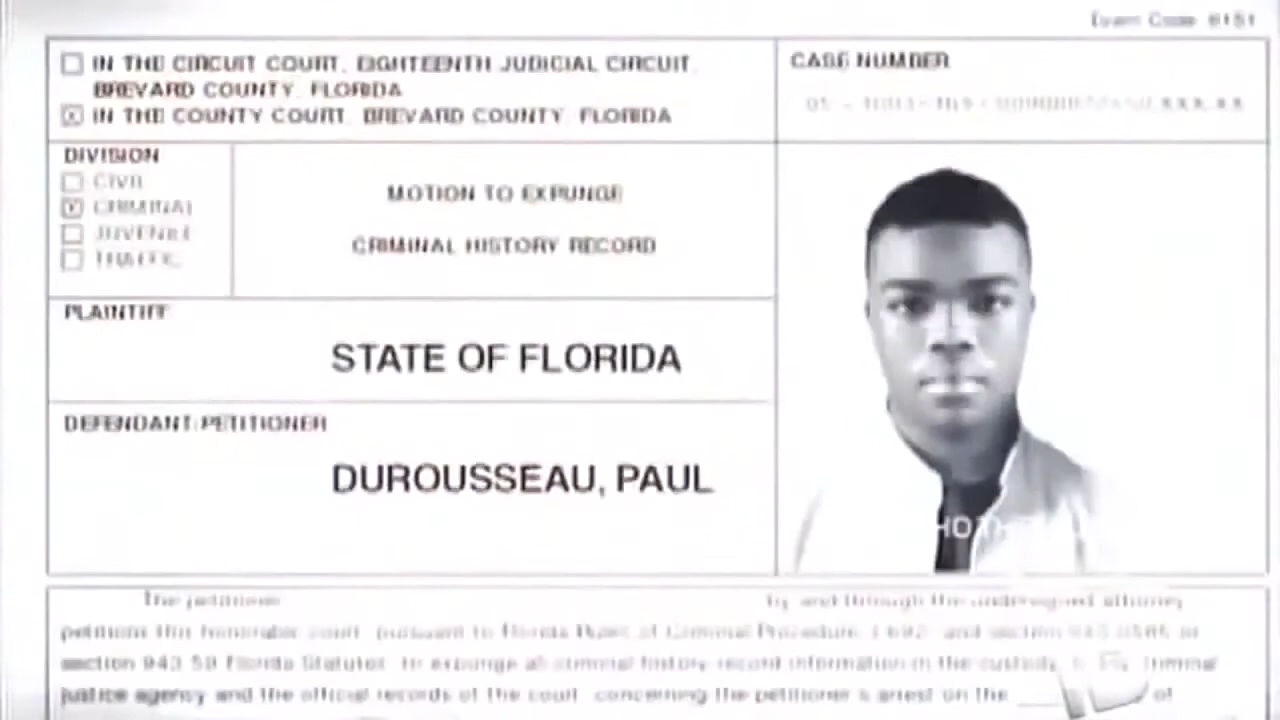 IN THE CIRCUIT COURT, EIGHTEENTH JUDICIAL CIRCUIT,
BREVARD COUNTY, FLORIDA
IN THE COUNTY COURT, BREVARD COUNTY, FLORIDA
CASE NUMBER
DIVISION
CIVIL
CRIMINAL
JUVENILE
TRAFFIC
MOTION TO EXPUNGE
CRIMINAL HISTORY RECORD
PLAINTIFF
STATE OF FLORIDA
DEFENDANT/PETITIONER
DUROUSSEAU, PAUL
The petitioner by and through the undersigned attorney
petitions this honorable court, pursuant to Florida Rules of Criminal Procedure and section
section 943.59 Florida Statutes, to expunge all criminal history record information in the custody criminal
justice agency and the official records of the court, concerning the petitioner's arrest on the of